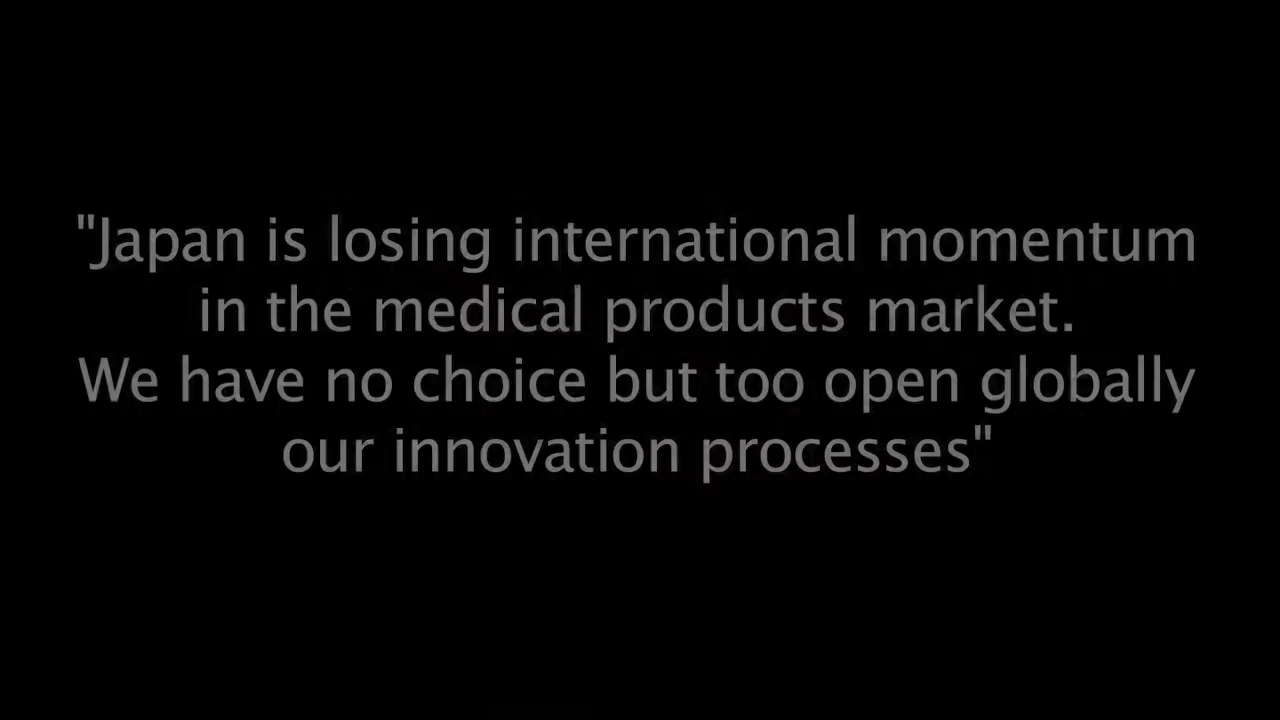 "Japan is losing international momentum
in the medical products market.
We have no choice but too open globally
our innovation processes"